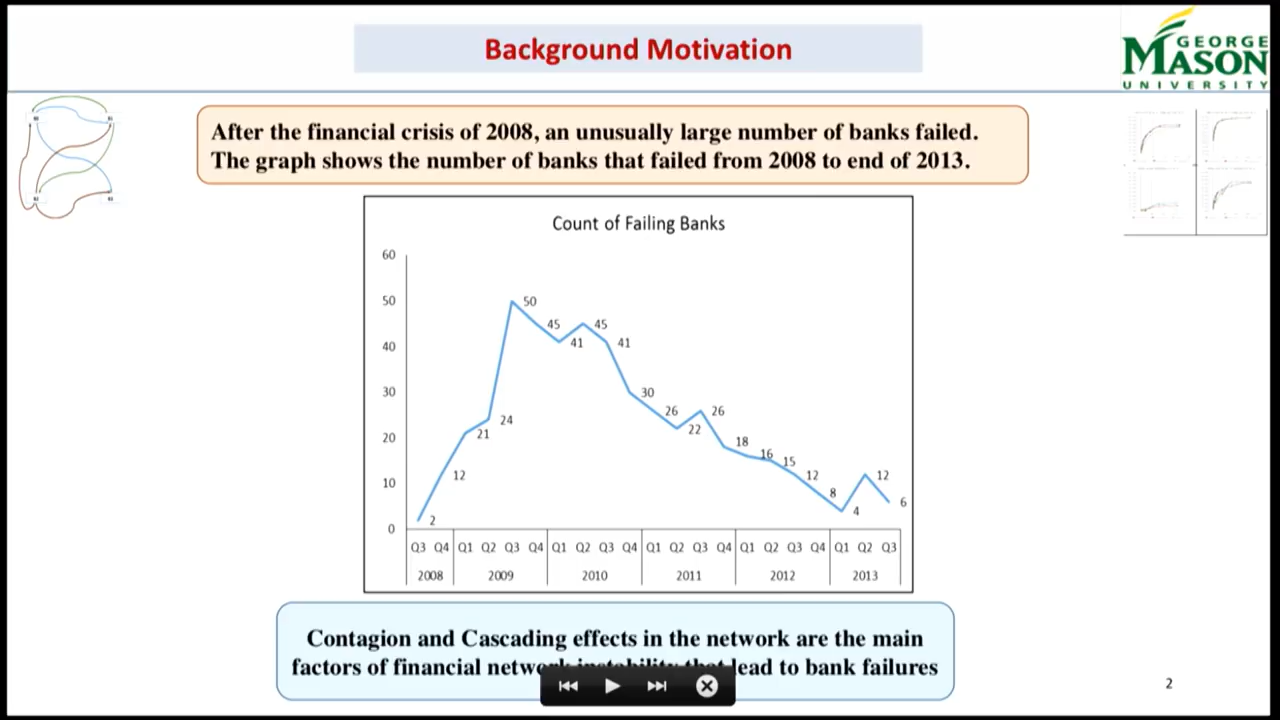 Background Motivation
GEORGE
MASON
UNIVERSITY
After the financial crisis of 2008, an unusually large number of banks failed.
The graph shows the number of banks that failed from 2008 to end of 2013.
Count of Failing Banks
60
50
40
30
20
10
0
2
12
21
24
50
45
41
45
41
30
26
22
26
18
16
15
12
8
4
12
6
Q3 Q4 Q1 Q2 Q3 Q4 Q1 Q2 Q3 Q4 Q1 Q2 Q3 Q4 Q1 Q2 Q3 Q4 Q1 Q2 Q3
2008 2009 2010 2011 2012 2013
Contagion and Cascading effects in the network are the main
factors of financial network instability that lead to bank failures
2